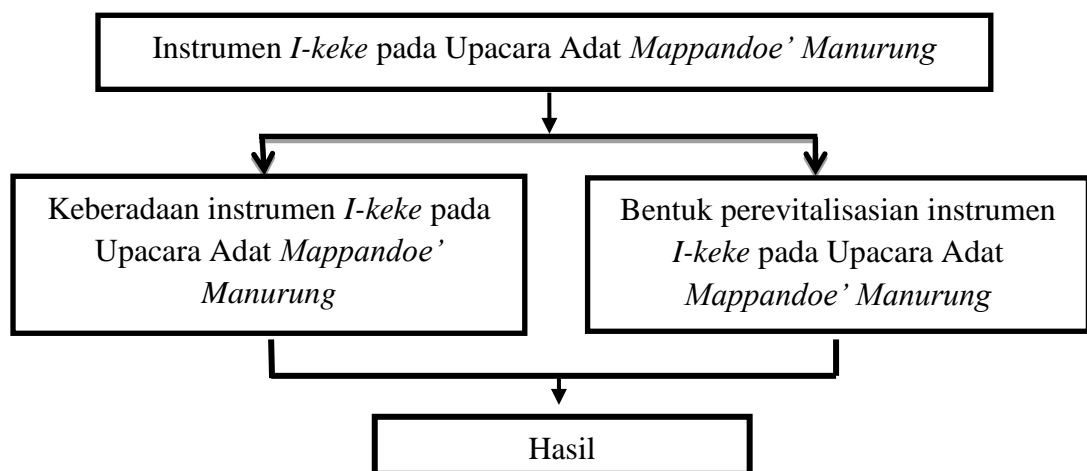 Instrumen I-keke pada Upacara Adat Mappandoe’ Manurung
Keberadaan instrumen I-keke pada
Upacara Adat Mappandoe’
Manurung
Bentuk perevitalisasian instrumen
I-keke pada Upacara Adat
Mappandoe’ Manurung
Hasil